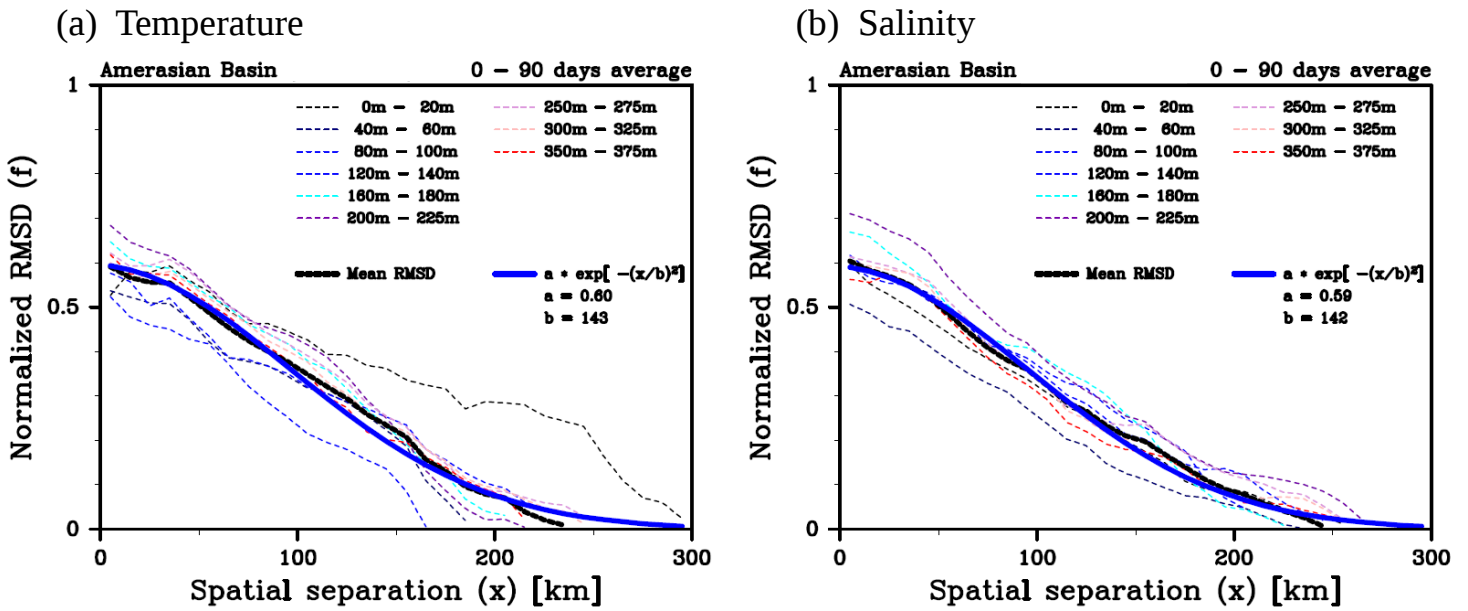 (a) Temperature
Amerasian Basin 0 – 90 days average
1
0m – 20m 250m – 275m
40m – 60m 300m – 325m
80m – 100m 350m – 375m
120m – 140m
160m – 180m
200m – 225m
Mean RMSD a * exp[ -(x/b)²]
a = 0.60
b = 143
0.5
0
Normalized RMSD (f)
0 100 200 300
Spatial separation (x) [km]
(b) Salinity
Amerasian Basin 0 – 90 days average
1
0m – 20m 250m – 275m
40m – 60m 300m – 325m
80m – 100m 350m – 375m
120m – 140m
160m – 180m
200m – 225m
Mean RMSD a * exp[ -(x/b)²]
a = 0.59
b = 142
0.5
0
Normalized RMSD (f)
0 100 200 300
Spatial separation (x) [km]